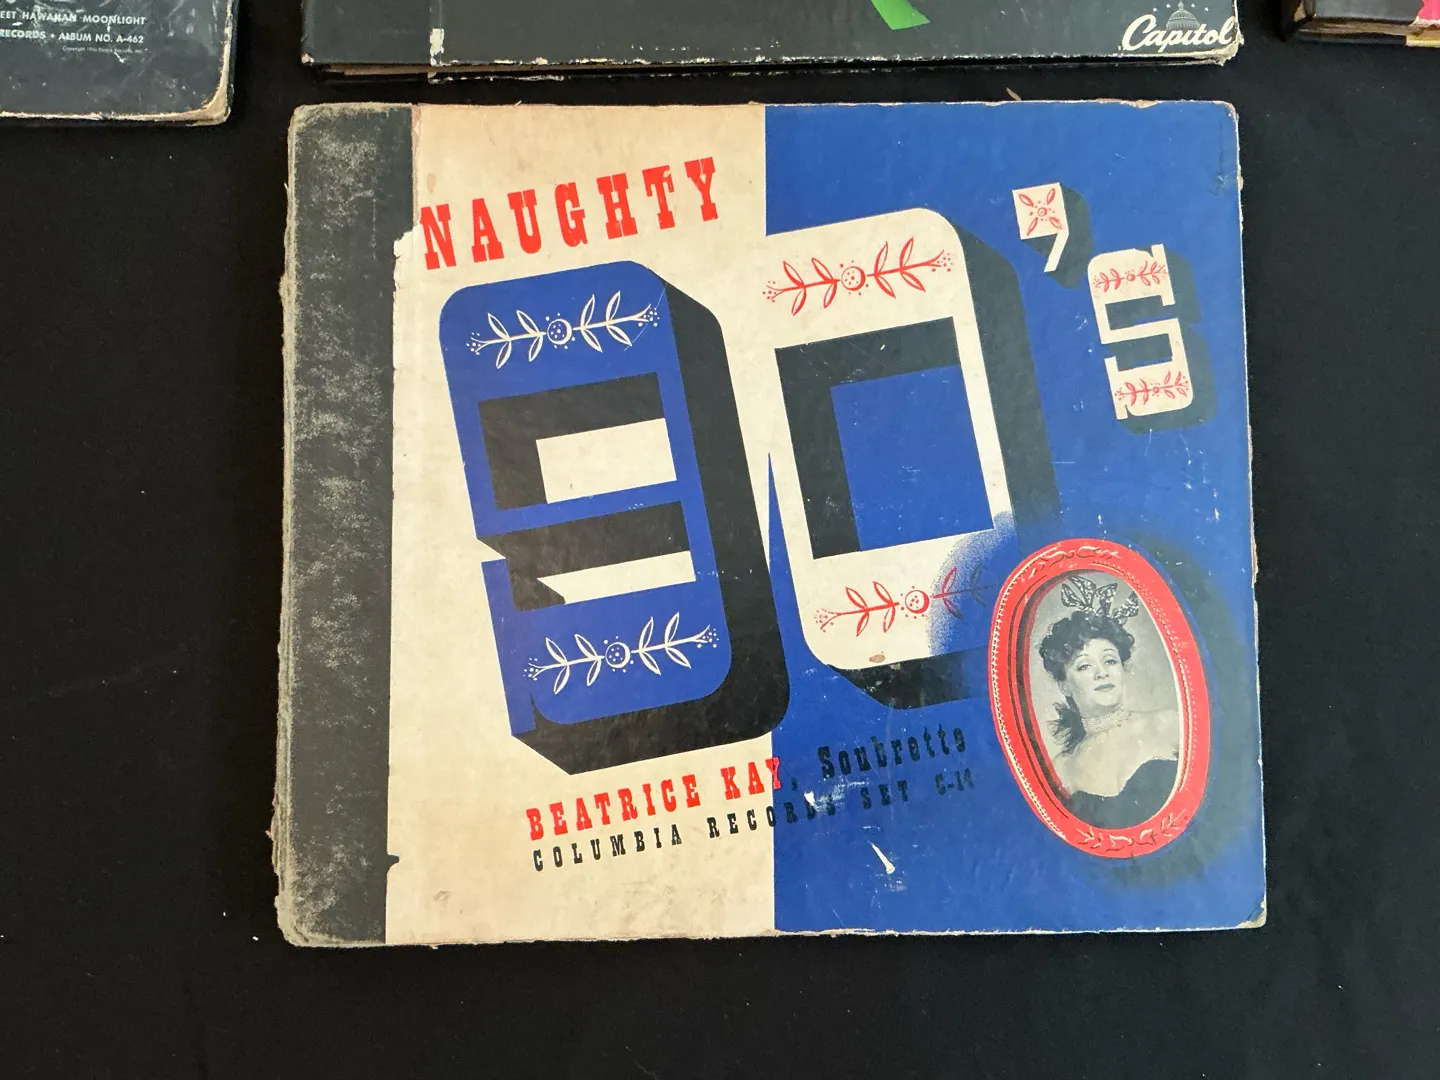 EET HAWAIIAN MOONLIGHT
RECORDS • ALBUM NO. A-462
Capitol
NAUGHTY
90's
BEATRICE KAY, Soubrette
COLUMBIA RECORDS SET C-14